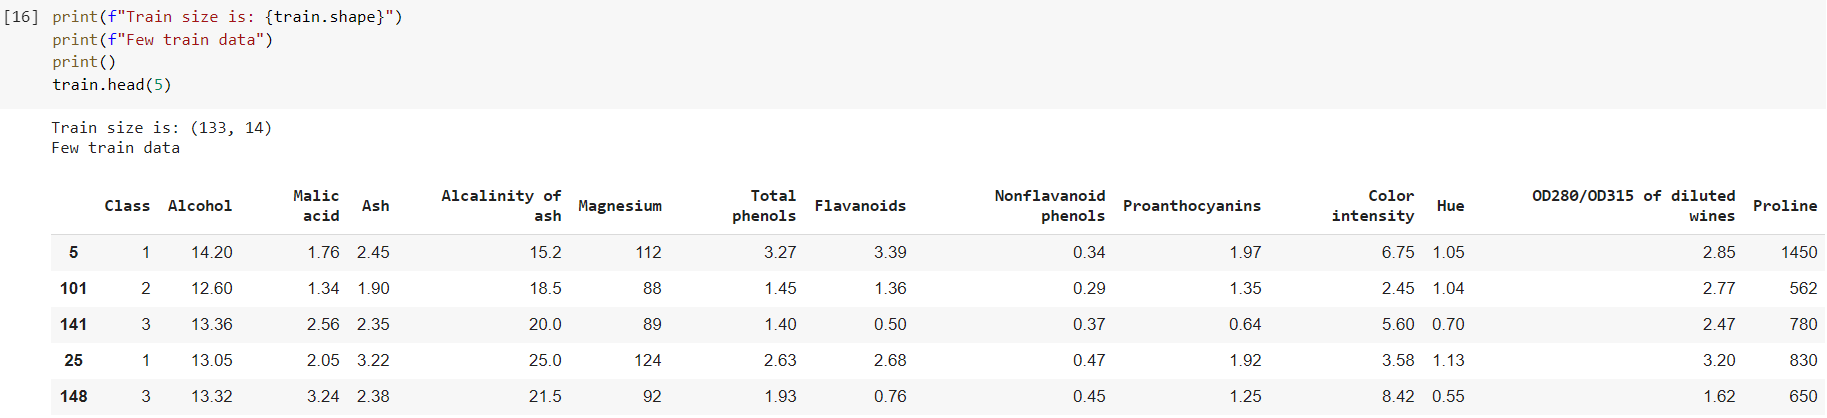 [16] print(f"Train size is: {train.shape}")
print(f"Few train data")
print()
train.head(5)
Train size is: (133, 14)
Few train data
Class Alcohol Malic acid Ash Alcalinity of ash Magnesium Total phenols Flavanoids Nonflavanoid phenols Proanthocyanins Color intensity Hue OD280/OD315 of diluted wines Proline
5 1 14.20 1.76 2.45 15.2 112 3.27 3.39 0.34 1.97 6.75 1.05 2.85 1450
101 2 12.60 1.34 1.90 18.5 88 1.45 1.36 0.29 1.35 2.45 1.04 2.77 562
141 3 13.36 2.56 2.35 20.0 89 1.40 0.50 0.37 0.64 5.60 0.70 2.47 780
25 1 13.05 2.05 3.22 25.0 124 2.63 2.68 0.47 1.92 3.58 1.13 3.20 830
148 3 13.32 3.24 2.38 21.5 92 1.93 0.76 0.45 1.25 8.42 0.55 1.62 650